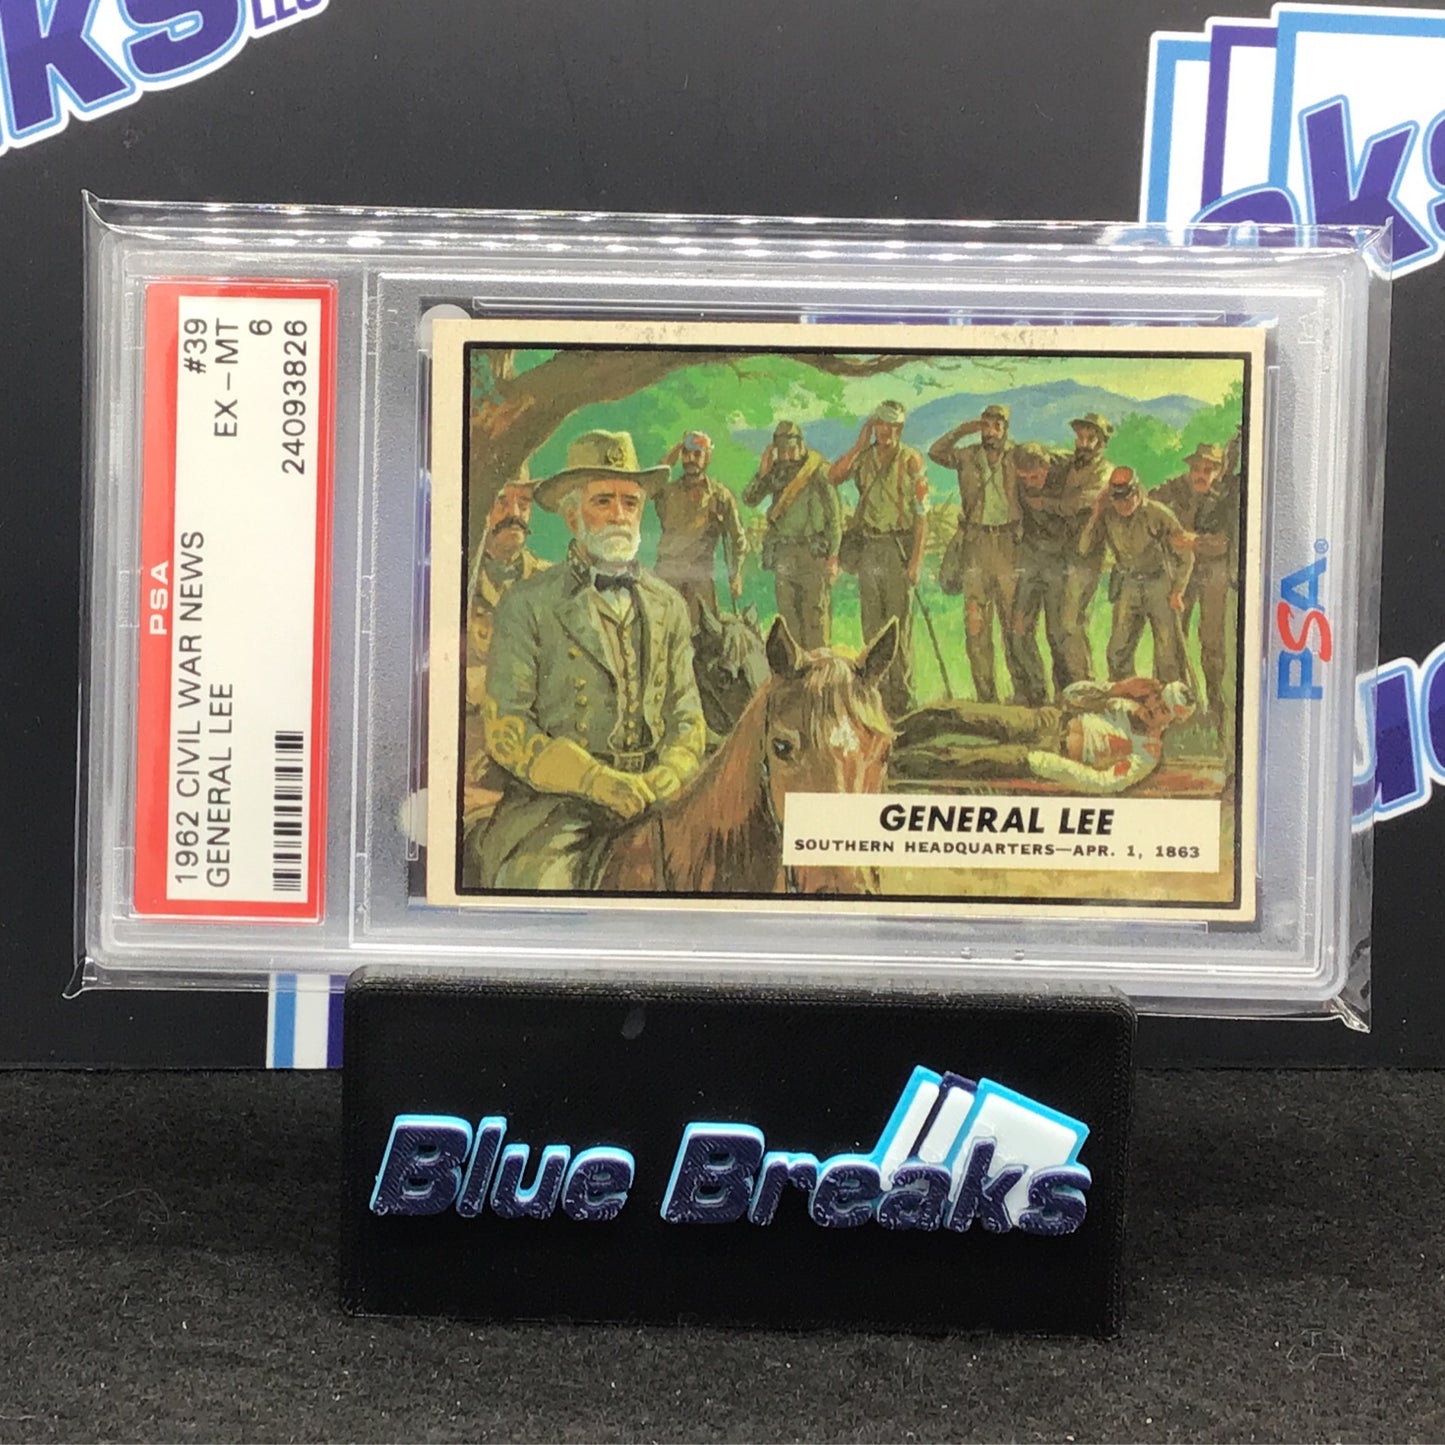 LLC
#39
EX - MT
6
24093826
PSA
1962 CIVIL WAR NEWS
GENERAL LEE
PSA®
GENERAL LEE
SOUTHERN HEADQUARTERS—APR. 1, 1863
Blue Breaks